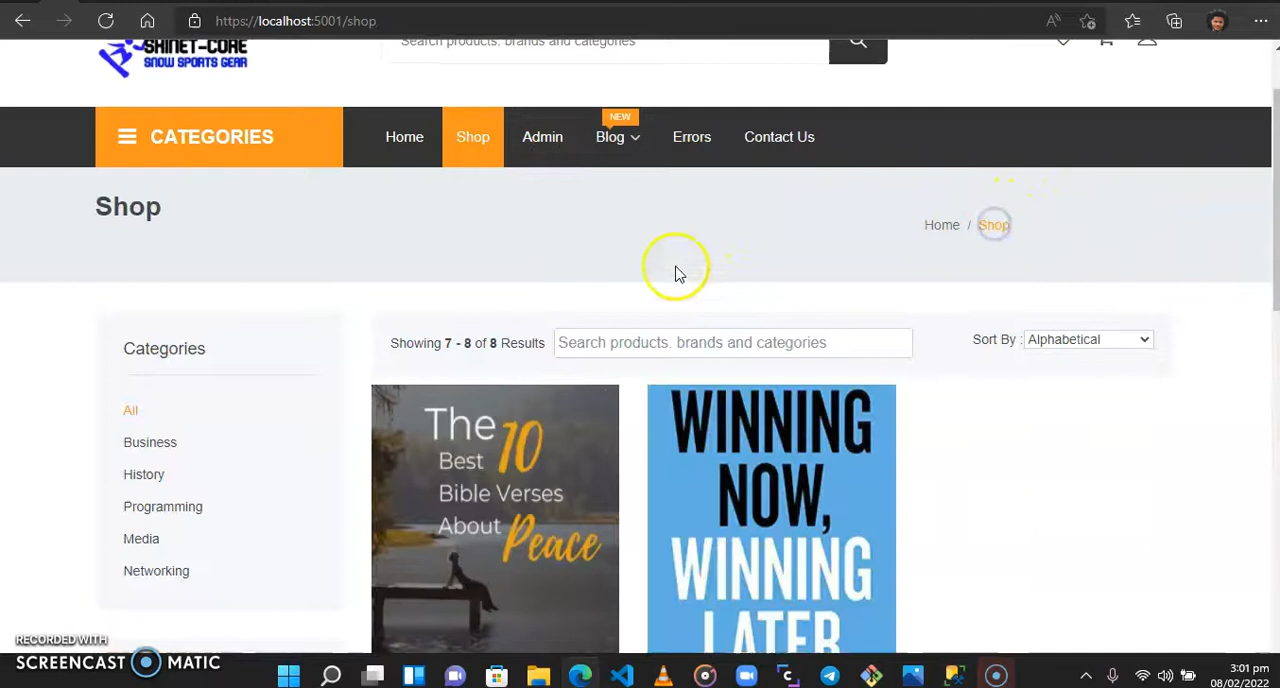 https://localhost:5001/shop
SKINET-CORE
SNOW SPORTS GEAR
Search products, brands and categories
CATEGORIES
Home
Shop
Admin
NEW
Blog
Errors
Contact Us
Shop
Home / Shop
Categories
Showing 7 - 8 of 8 Results
Search products, brands and categories
Sort By :
Alphabetical
All
Business
History
Programming
Media
Networking
The 10
Best
Bible Verses
About Peace
WINNING
NOW,
WINNING
LATER
RECORDED WITH
SCREENCAST MATIC
3:01 pm
08/02/2022